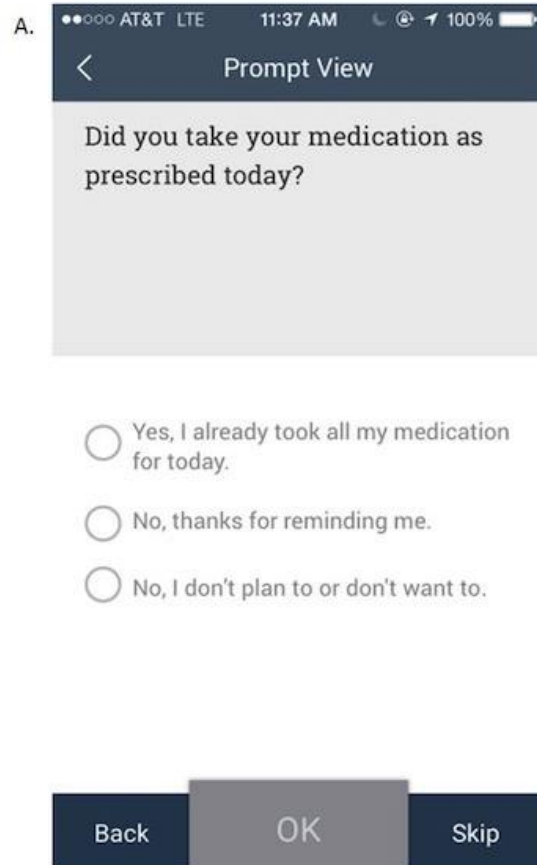 A.
●●○○○ AT&T LTE 11:37 AM 100%
Prompt View
Did you take your medication as
prescribed today?
Yes, I already took all my medication
for today.
No, thanks for reminding me.
No, I don't plan to or don't want to.
Back OK Skip